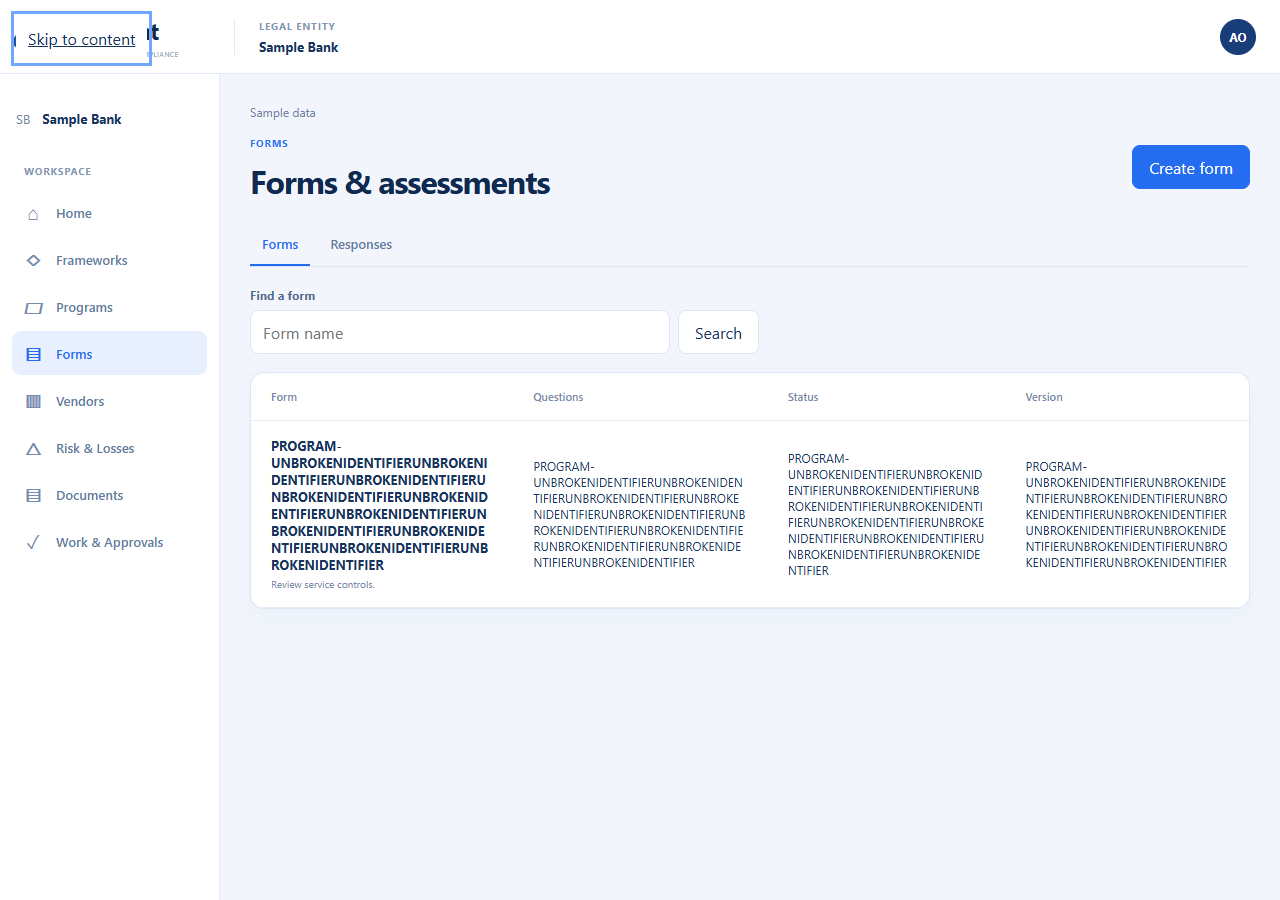 Skip to content
LEGAL ENTITY
Sample Bank
AO
SB Sample Bank
WORKSPACE
Home
Frameworks
Programs
Forms
Vendors
Risk & Losses
Documents
Work & Approvals
Sample data
FORMS
Forms & assessments
Create form
Forms Responses
Find a form
Form name
Search
Form Questions Status Version
PROGRAM-
UNBROKENIDENTIFIERUNBROKENI
DENTIFIERUNBROKENIDENTIFIERU
NBROKENIDENTIFIERUNBROKENID
ENTIFIERUNBROKENIDENTIFIERUN
BROKENIDENTIFIERUNBROKENIDE
NTIFIERUNBROKENIDENTIFIERUNB
ROKENIDENTIFIER
Review service controls.
PROGRAM-
UNBROKENIDENTIFIERUNBROKENIDEN
TIFIERUNBROKENIDENTIFIERUNBROKE
NIDENTIFIERUNBROKENIDENTIFIERUNB
ROKENIDENTIFIERUNBROKENIDENTIFIE
RUNBROKENIDENTIFIERUNBROKENIDE
NTIFIERUNBROKENIDENTIFIER
PROGRAM-
UNBROKENIDENTIFIERUNBROKENID
ENTIFIERUNBROKENIDENTIFIERUNB
ROKENIDENTIFIERUNBROKENIDENTI
FIERUNBROKENIDENTIFIERUNBROKE
NIDENTIFIERUNBROKENIDENTIFIERU
NBROKENIDENTIFIERUNBROKENIDE
NTIFIER
PROGRAM-
UNBROKENIDENTIFIERUNBROKENIDE
NTIFIERUNBROKENIDENTIFIERUNBRO
KENIDENTIFIERUNBROKENIDENTIFIER
UNBROKENIDENTIFIERUNBROKENIDE
NTIFIERUNBROKENIDENTIFIERUNBRO
KENIDENTIFIERUNBROKENIDENTIFIER